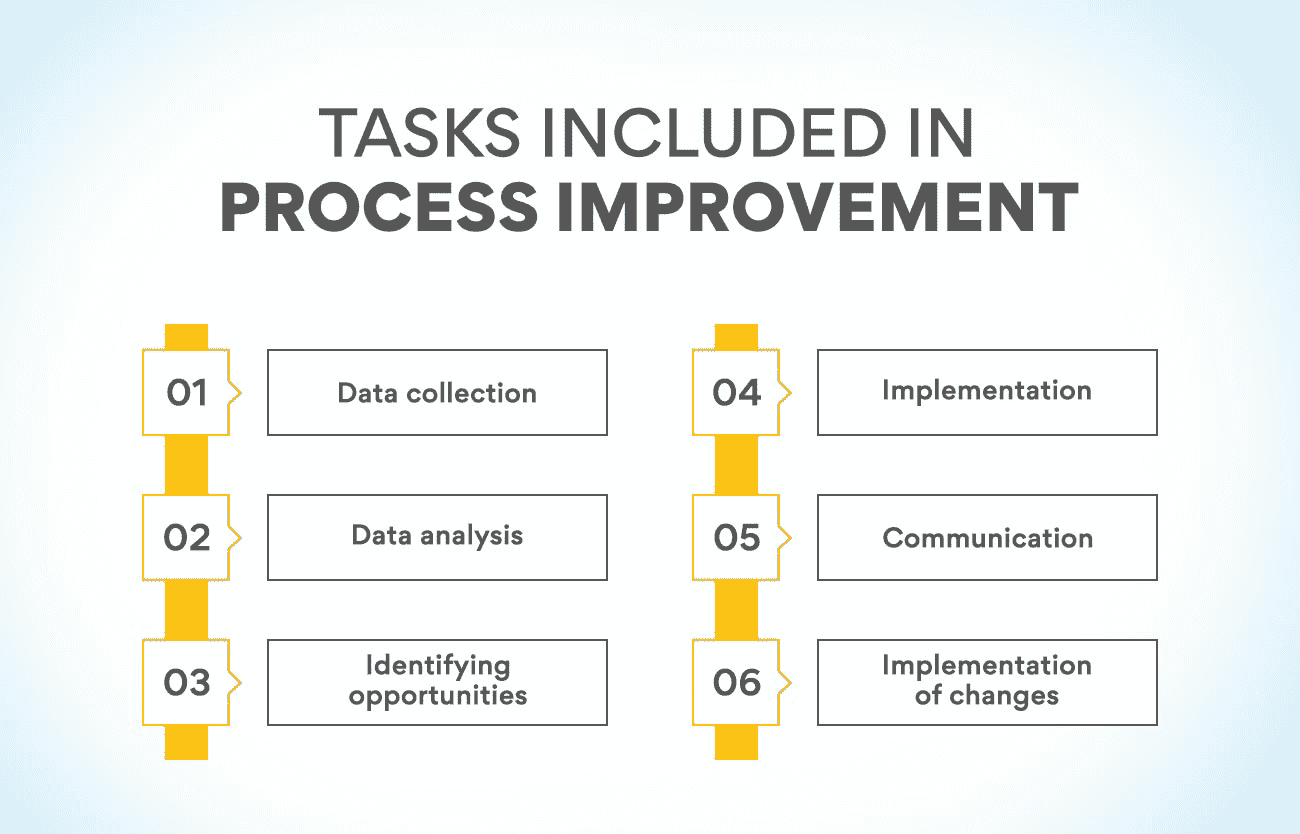 TASKS INCLUDED IN
PROCESS IMPROVEMENT
01
Data collection
02
Data analysis
03
Identifying
opportunities
04
Implementation
05
Communication
06
Implementation
of changes